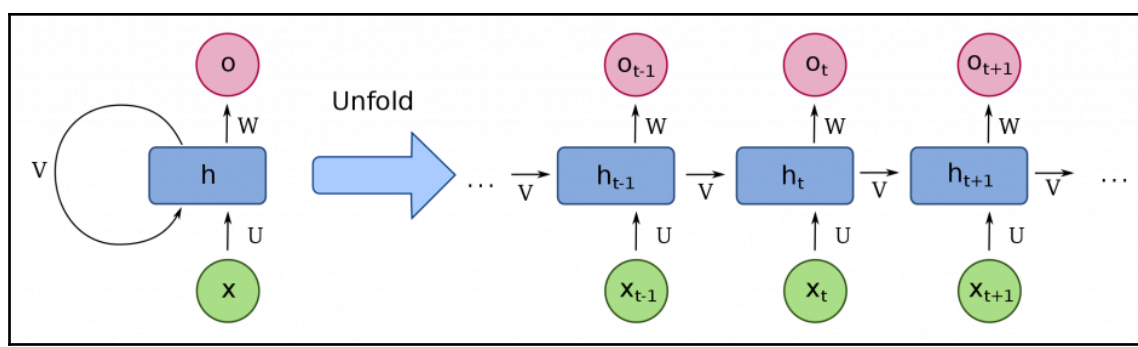 o
W
V
h
U
x
Unfold
...
V
o_{t-1}
W
h_{t-1}
U
x_{t-1}
V
o_t
W
h_t
U
x_t
V
o_{t+1}
W
h_{t+1}
U
x_{t+1}
V
...